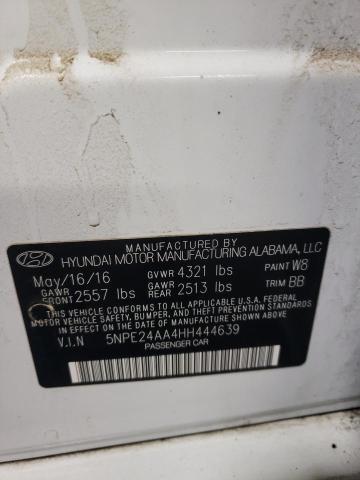 MANUFACTURED BY
HYUNDAI MOTOR MANUFACTURING ALABAMA, LLC
May/16/16 GVWR 4321 lbs PAINT W8
GAWR FRONT 2557 lbs GAWR REAR 2513 lbs TRIM BB
THIS VEHICLE CONFORMS TO ALL APPLICABLE U.S.A. FEDERAL
MOTOR VEHICLE SAFETY, BUMPER, AND THEFT PREVENTION
STANDARDS IN EFFECT ON THE DATE OF MANUFACTURE SHOWN ABOVE.
V.I.N 5NPE24AA4HH444639
PASSENGER CAR